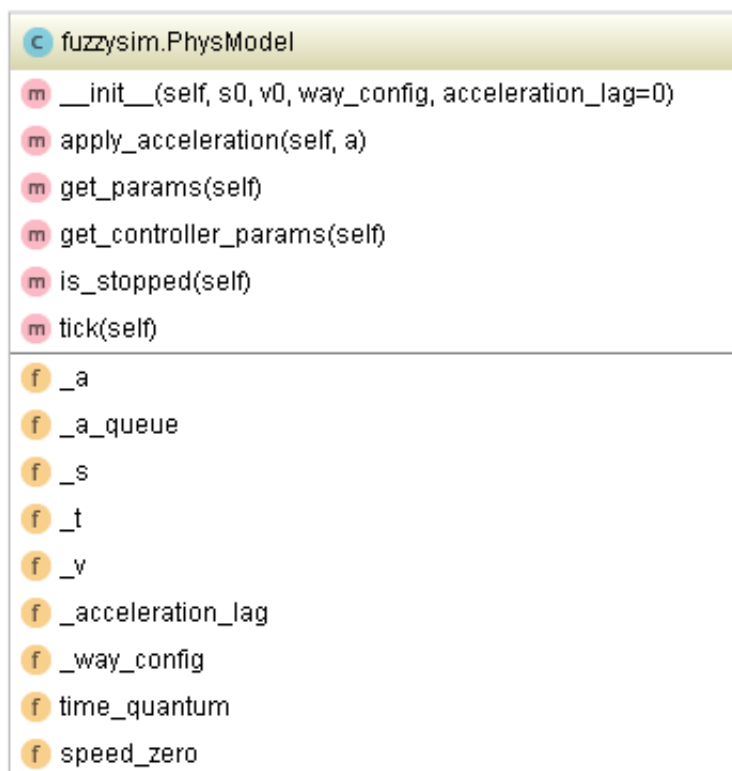 c fuzzysim.PhysModel
m __init__(self, s0, v0, way_config, acceleration_lag=0)
m apply_acceleration(self, a)
m get_params(self)
m get_controller_params(self)
m is_stopped(self)
m tick(self)
f _a
f _a_queue
f _s
f _t
f _v
f _acceleration_lag
f _way_config
f time_quantum
f speed_zero